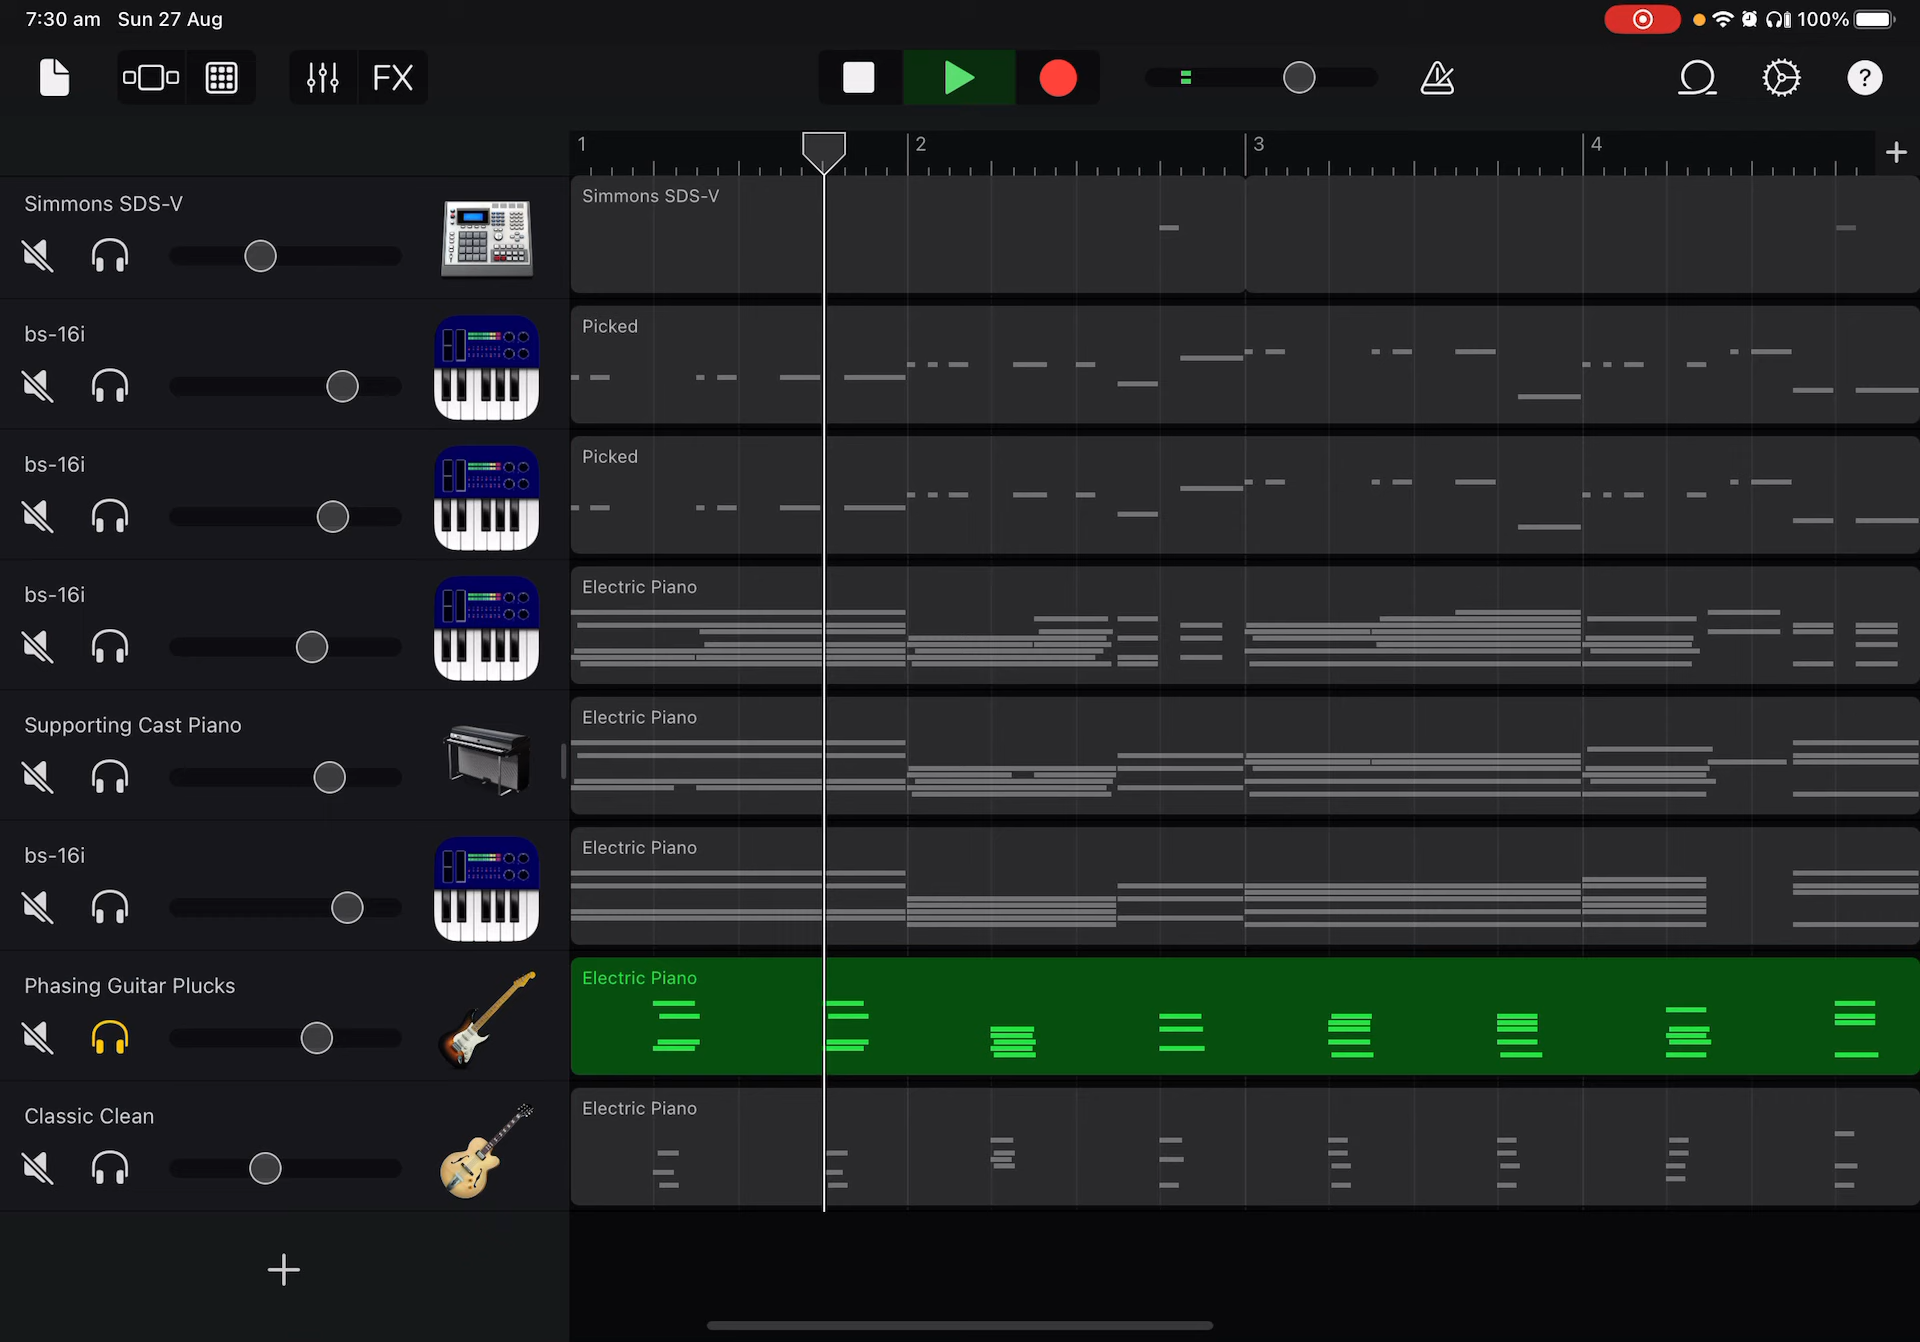 7:30 am Sun 27 Aug
100%
FX
?
1 2 3 4
Simmons SDS-V
Simmons SDS-V
bs-16i
Picked
bs-16i
Picked
bs-16i
Electric Piano
Supporting Cast Piano
Electric Piano
bs-16i
Electric Piano
Phasing Guitar Plucks
Electric Piano
Classic Clean
Electric Piano